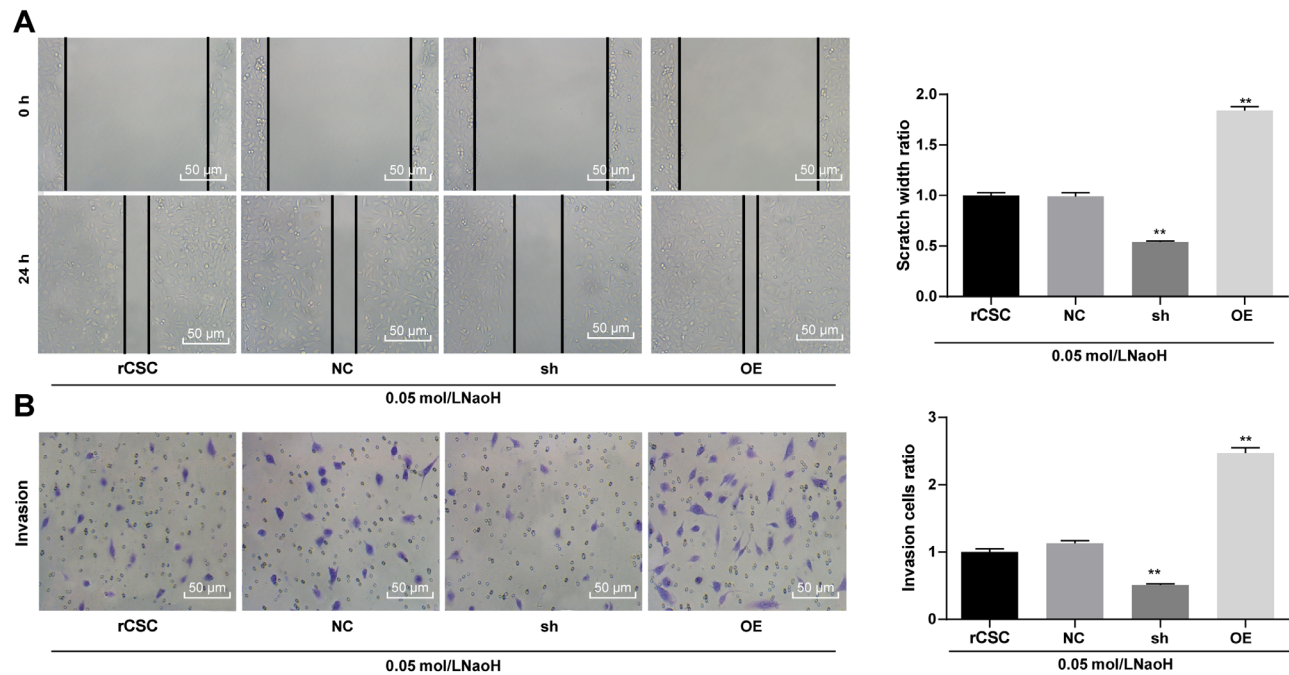 A
0 h
50 µm 50 µm 50 µm 50 µm
24 h
50 µm 50 µm 50 µm 50 µm
rCSC NC sh OE
0.05 mol/LNaoH
Scratch width ratio
2.0
1.5
1.0
0.5
0.0
**
**
rCSC NC sh OE
0.05 mol/LNaoH
B
Invasion
50 µm 50 µm 50 µm 50 µm
rCSC NC sh OE
0.05 mol/LNaoH
Invasion cells ratio
3
2
1
0
**
**
rCSC NC sh OE
0.05 mol/LNaoH